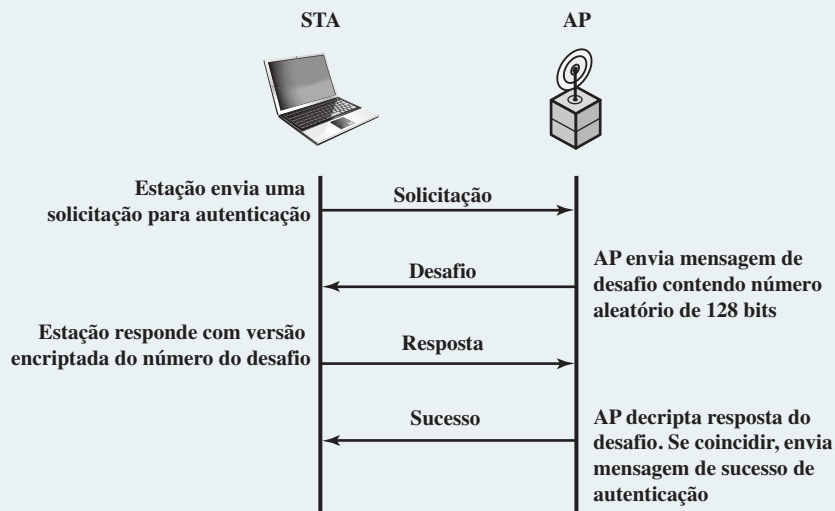 STA
AP
Estação envia uma
solicitação para autenticação
Solicitação
Desafio
AP envia mensagem de
desafio contendo número
aleatório de 128 bits
Estação responde com versão
encriptada do número do desafio
Resposta
Sucesso
AP decripta resposta do
desafio. Se coincidir, envia
mensagem de sucesso de
autenticação